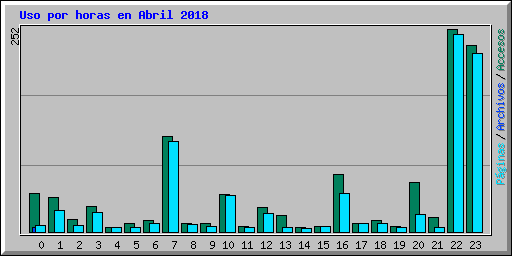 Uso por horas en Abril 2018
252
0 1 2 3 4 5 6 7 8 9 10 11 12 13 14 15 16 17 18 19 20 21 22 23
Páginas / Archivos / Accesos